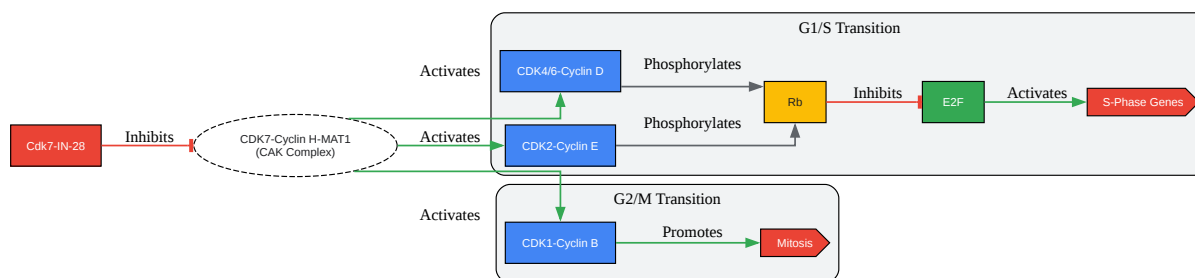 G1/S Transition
Activates
CDK4/6-Cyclin D
Phosphorylates
Rb
Inhibits
E2F
Activates
S-Phase Genes
Cdk7-IN-28
Inhibits
CDK7-Cyclin H-MAT1
(CAK Complex)
Activates
CDK2-Cyclin E
Phosphorylates
G2/M Transition
Activates
CDK1-Cyclin B
Promotes
Mitosis